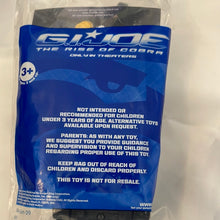 G.I.JOE
THE RISE OF COBRA
ONLY IN THEATERS
3+
NOT INTENDED OR
RECOMMENDED FOR CHILDREN
UNDER 3 YEARS OF AGE. ALTERNATIVE TOYS
AVAILABLE UPON REQUEST.
PARENTS: AS WITH ANY TOY,
WE SUGGEST YOU PROVIDE GUIDANCE
AND SUPERVISION TO YOUR CHILDREN
REGARDING PROPER USE OF THIS TOY.
KEEP BAG OUT OF REACH OF
CHILDREN AND DISCARD PROPERLY.
THIS TOY IS NOT FOR RESALE.